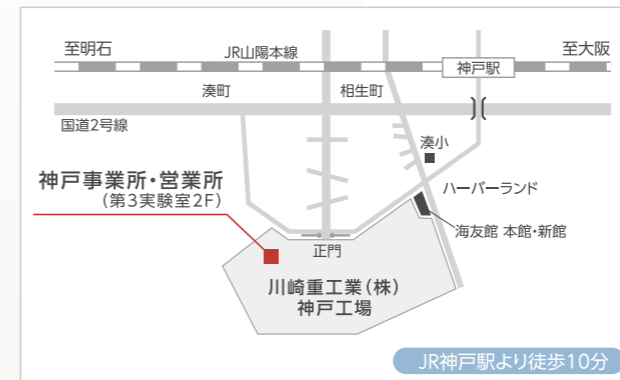 至明石
JR山陽本線
至大阪
神戸駅
湊町
相生町
国道2号線
湊小
神戸事業所・営業所
(第3実験室2F)
ハーバーランド
海友館 本館・新館
正門
川崎重工業(株)
神戸工場
JR神戸駅より徒歩10分